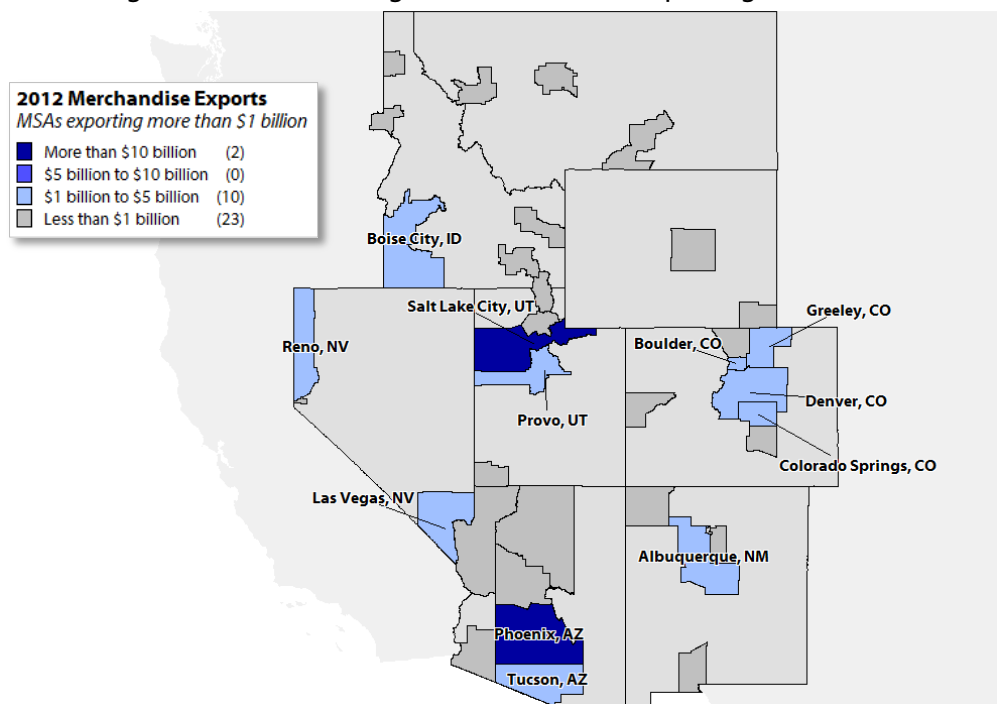 2012 Merchandise Exports
MSAs exporting more than $1 billion
More than $10 billion (2)
$5 billion to $10 billion (0)
$1 billion to $5 billion (10)
Less than $1 billion (23)
Boise City, ID
Salt Lake City, UT
Greeley, CO
Reno, NV
Boulder, CO
Denver, CO
Provo, UT
Colorado Springs, CO
Las Vegas, NV
Albuquerque, NM
Phoenix, AZ
Tucson, AZ